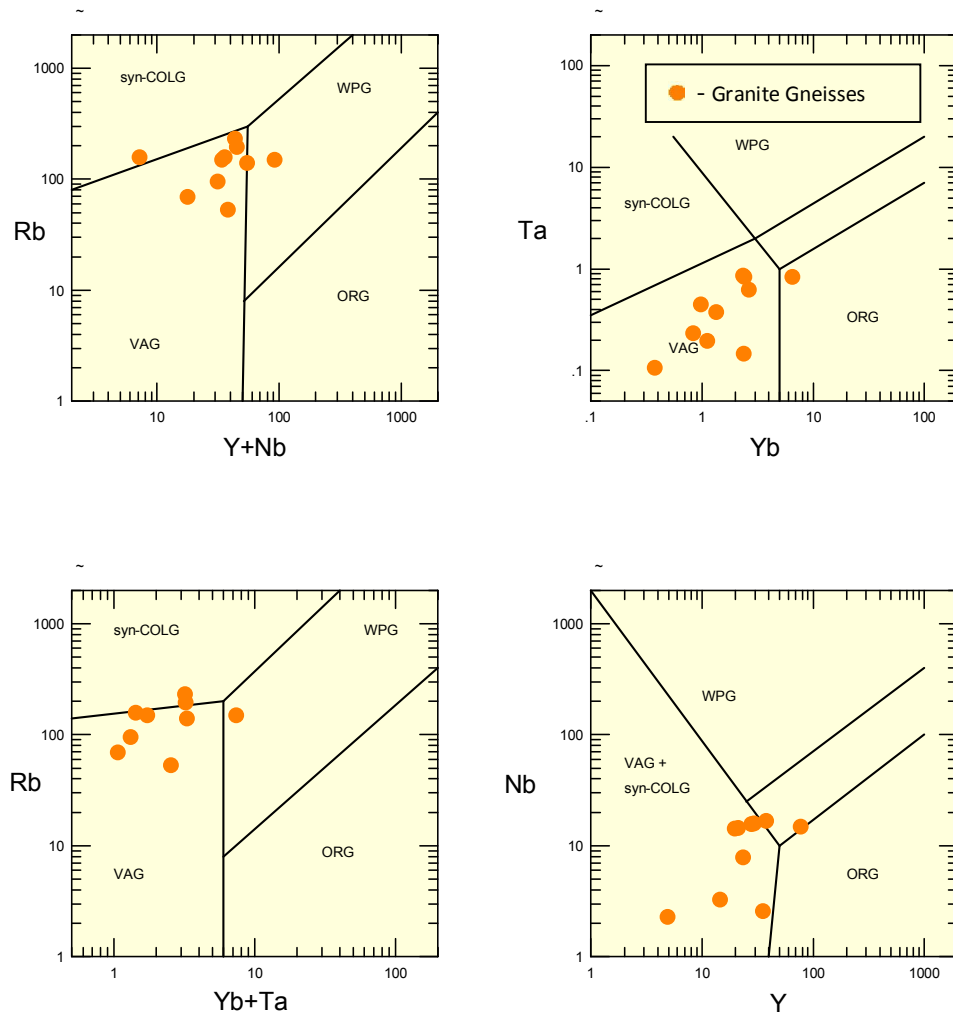 ~
1000
100
10
1
Rb
syn-COLG
WPG
ORG
VAG
10
100
1000
Y+Nb
~
100
10
1
.1
Ta
- Granite Gneisses
WPG
syn-COLG
ORG
VAG
.1
1
10
100
Yb
~
1000
100
10
1
Rb
syn-COLG
WPG
ORG
VAG
1
10
100
Yb+Ta
~
1000
100
10
1
Nb
WPG
VAG +
syn-COLG
ORG
1
10
100
1000
Y